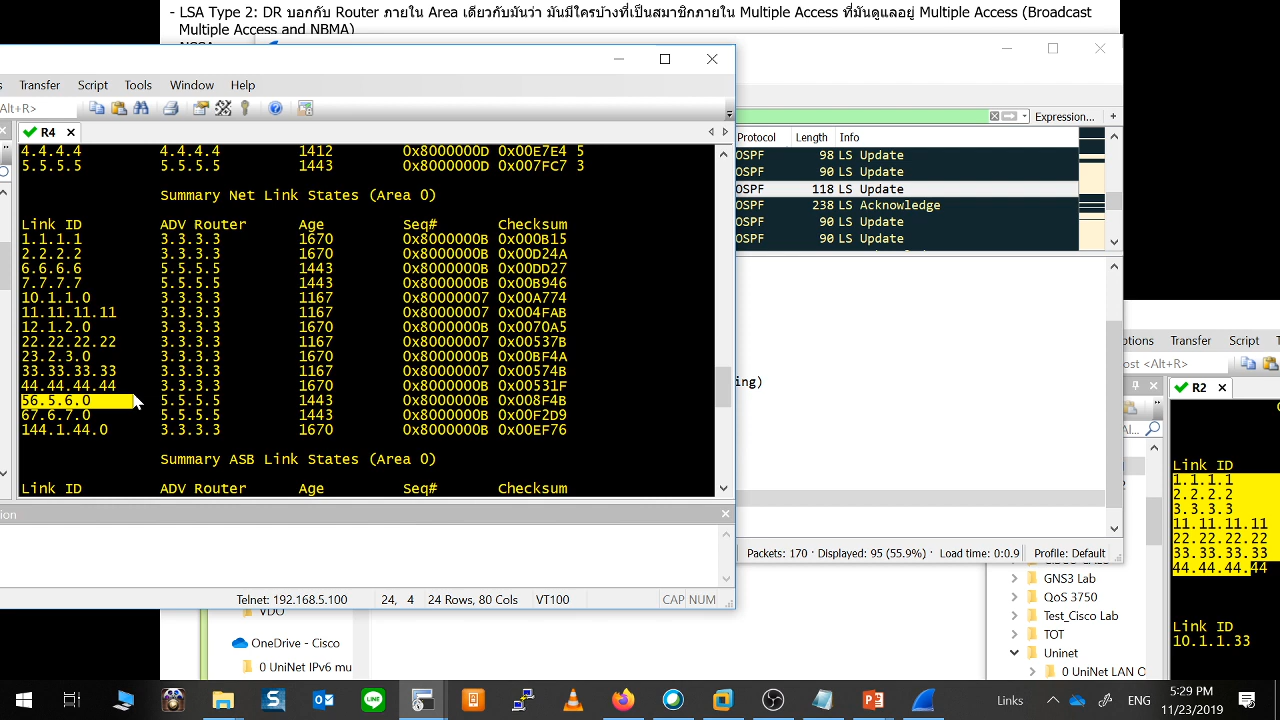 - LSA Type 2: DR บอกกับ Router ภายใน Area เดียวกับมันว่า มันมีใครบ้างที่เป็นสมาชิกภายใน Multiple Access ที่มันดูแลอยู่ Multiple Access (Broadcast
Multiple Access and NBMA)
s Transfer Script Tools Window Help
Alt+R>
R4
4.4.4.4 4.4.4.4 1412 0x8000000D 0x00E7E4 5
5.5.5.5 5.5.5.5 1443 0x8000000D 0x007FC7 3
Summary Net Link States (Area 0)
Link ID ADV Router Age Seq# Checksum
1.1.1.1 3.3.3.3 1670 0x8000000B 0x000B15
2.2.2.2 3.3.3.3 1670 0x8000000B 0x00D24A
6.6.6.6 5.5.5.5 1443 0x8000000B 0x00DD27
7.7.7.7 5.5.5.5 1443 0x8000000B 0x00B946
10.1.1.0 3.3.3.3 1167 0x80000007 0x00A774
11.11.11.11 3.3.3.3 1167 0x80000007 0x004FAB
12.1.2.0 3.3.3.3 1670 0x8000000B 0x0070A5
22.22.22.22 3.3.3.3 1167 0x80000007 0x00537B
23.2.3.0 3.3.3.3 1670 0x8000000B 0x00BF4A
33.33.33.33 3.3.3.3 1167 0x80000007 0x00574B
44.44.44.44 3.3.3.3 1670 0x8000000B 0x00531F
56.5.6.0 5.5.5.5 1443 0x8000000B 0x008F4B
67.6.7.0 5.5.5.5 1443 0x8000000B 0x00F2D9
144.1.44.0 3.3.3.3 1670 0x8000000B 0x00EF76
Summary ASB Link States (Area 0)
Link ID ADV Router Age Seq# Checksum
ion
Telnet: 192.168.5.100 24, 4 24 Rows, 80 Cols VT100 CAP NUM
Expression... +
Protocol Length Info
OSPF 98 LS Update
OSPF 90 LS Update
OSPF 118 LS Update
OSPF 238 LS Acknowledge
OSPF 90 LS Update
OSPF 90 LS Update
ing)
Packets: 170 · Displayed: 95 (55.9%) · Load time: 0:0.9 Profile: Default
ptions Transfer Script
ost <Alt+R>
R2
Al...
Link ID
1.1.1.1
2.2.2.2
3.3.3.3
11.11.11.11
22.22.22.22
33.33.33.33
44.44.44.44
Link ID
10.1.1.33
VDO
OneDrive - Cisco
0 UniNet IPv6 mu
GNS3 Lab
QoS 3750
Test_Cisco Lab
TOT
Uninet
0 UniNet LAN O
Links ENG 5:29 PM
11/23/2019